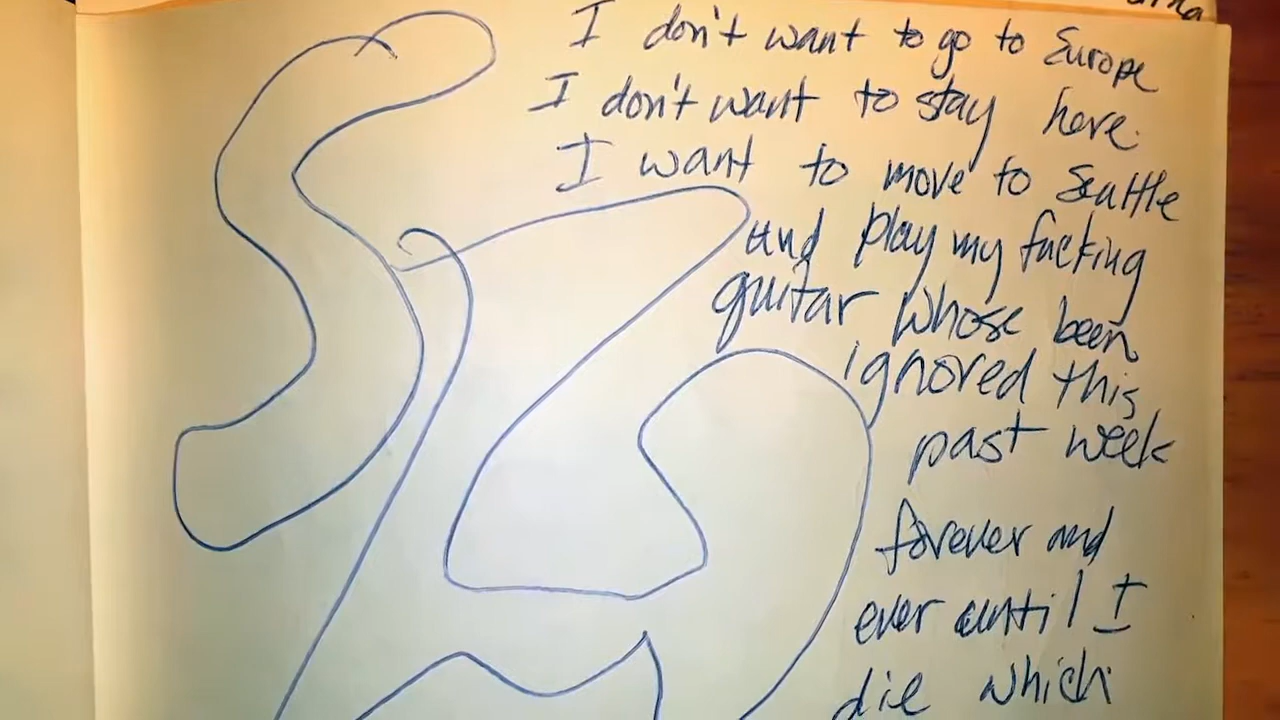 I don't want to go to Europe
I don't want to stay here.
I want to move to Seattle
and play my fucking
guitar whose been
ignored this
past week
forever and
ever until I
die which